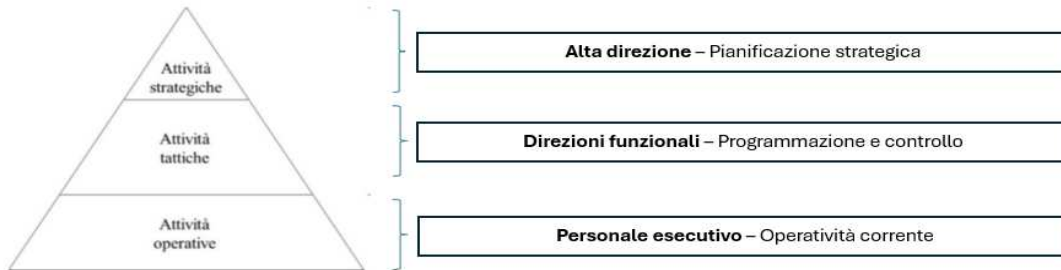 Attività
strategiche
Alta direzione – Pianificazione strategica
Attività
tattiche
Direzioni funzionali – Programmazione e controllo
Attività
operative
Personale esecutivo – Operatività corrente